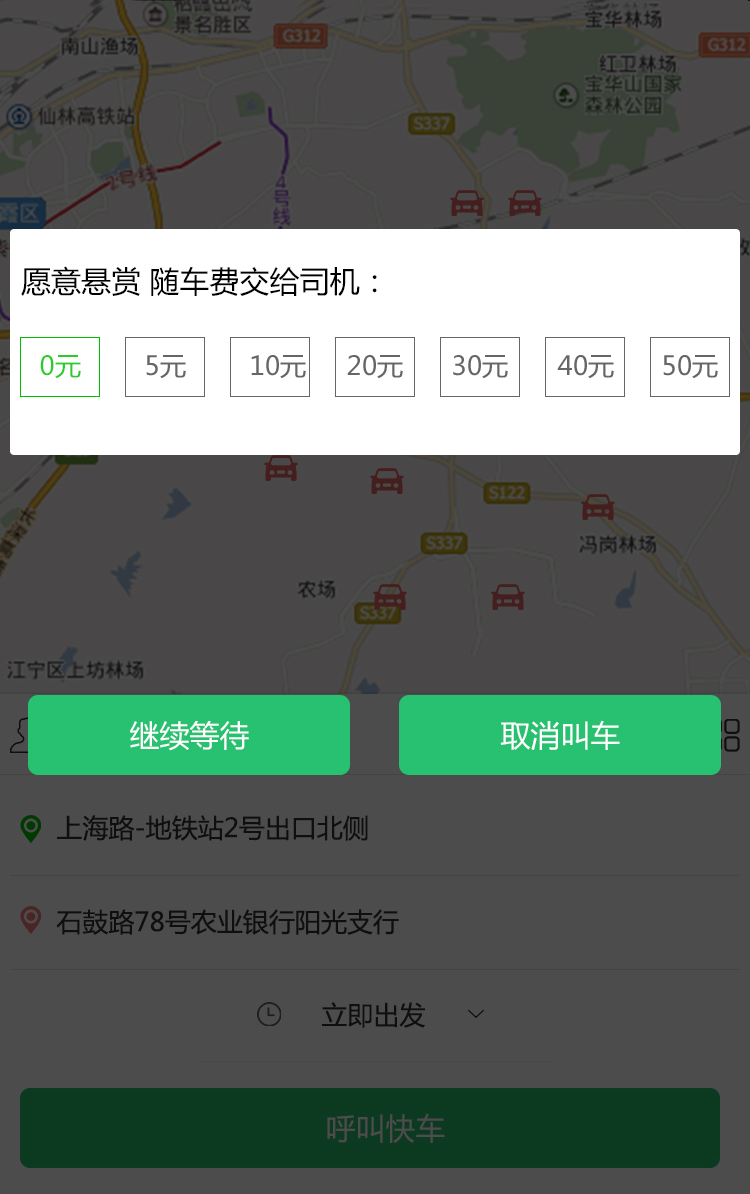 景名胜区
宝华林场
南山渔场
G312
G312
红卫林场
宝华山国家
森林公园
仙林高铁站
S337
2号线
4号线
霞区
愿意悬赏 随车费交给司机：
0元
5元
10元
20元
30元
40元
50元
S122
S337
冯岗林场
农场
S337
江宁区上坊林场
继续等待
取消叫车
上海路-地铁站2号出口北侧
石鼓路78号农业银行阳光支行
立即出发
呼叫快车